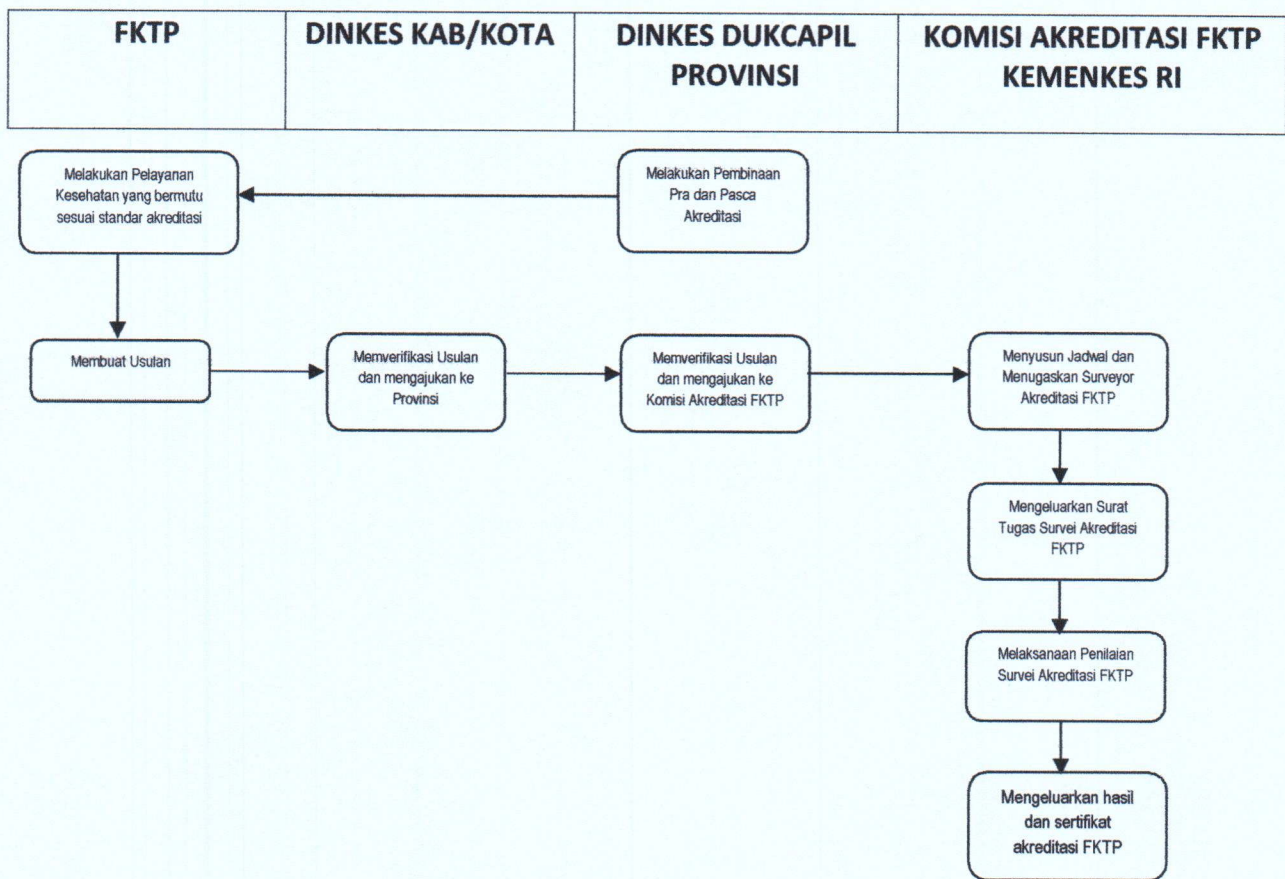 FKTP
DINKES KAB/KOTA
DINKES DUKCAPIL
PROVINSI
KOMISI AKREDITASI FKTP
KEMENKES RI
Melakukan Pelayanan
Kesehatan yang bermutu
sesuai standar akreditasi
Melakukan Pembinaan
Pra dan Pasca
Akreditasi
Membuat Usulan
Memverifikasi Usulan
dan mengajukan ke
Provinsi
Memverifikasi Usulan
dan mengajukan ke
Komisi Akreditasi FKTP
Menyusun Jadwal dan
Menugaskan Surveyor
Akreditasi FKTP
Mengeluarkan Surat
Tugas Survei Akreditasi
FKTP
Melaksanaan Penilaian
Survei Akreditasi FKTP
Mengeluarkan hasil
dan sertifikat
akreditasi FKTP